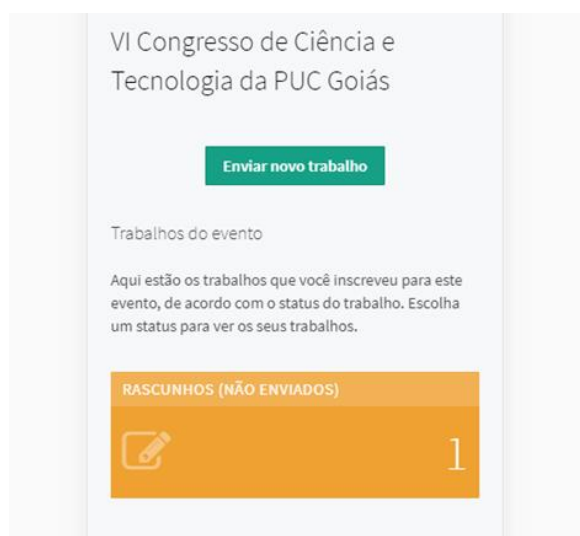 VI Congresso de Ciência e
Tecnologia da PUC Goiás
Enviar novo trabalho
Trabalhos do evento
Aqui estão os trabalhos que você inscreveu para este
evento, de acordo com o status do trabalho. Escolha
um status para ver os seus trabalhos.
RASCUNHOS (NÃO ENVIADOS)
1